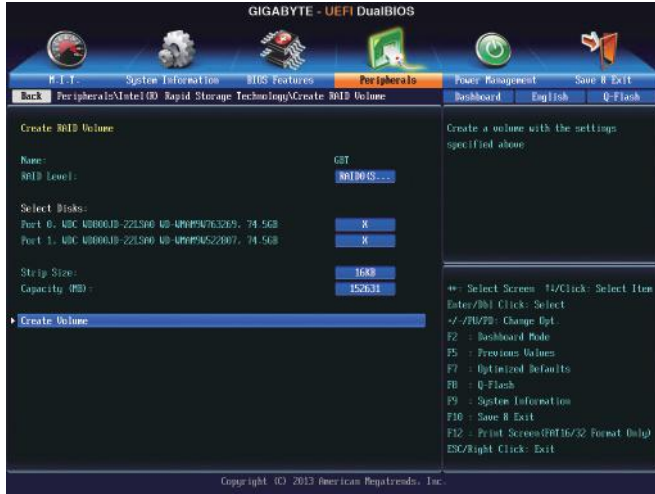 GIGABYTE - UEFI DualBIOS
M.I.T. System Information BIOS Features Peripherals Power Management Save & Exit
Back Peripherals\Intel(R) Rapid Storage Technology\Create RAID Volume Dashboard English Q-Flash
Create RAID Volume
Name: GBT
RAID Level: RAID0(S...
Select Disks:
Port 0, WDC WD800JD-22LSA0 WD-WMAM9W763269, 74.5GB X
Port 1, WDC WD800JD-22LSA0 WD-WMAM9W522807, 74.5GB X
Strip Size: 16KB
Capacity (MB): 152631
Create Volume
Create a volume with the settings
specified above
↔: Select Screen ↑↓/Click: Select Item
Enter/Dbl Click: Select
+/-/PU/PD: Change Opt.
F2 : Dashboard Mode
F5 : Previous Values
F7 : Optimized Defaults
F8 : Q-Flash
F9 : System Information
F10 : Save & Exit
F12 : Print Screen(FAT16/32 Format Only)
ESC/Right Click: Exit
Copyright (C) 2013 American Megatrends, Inc.